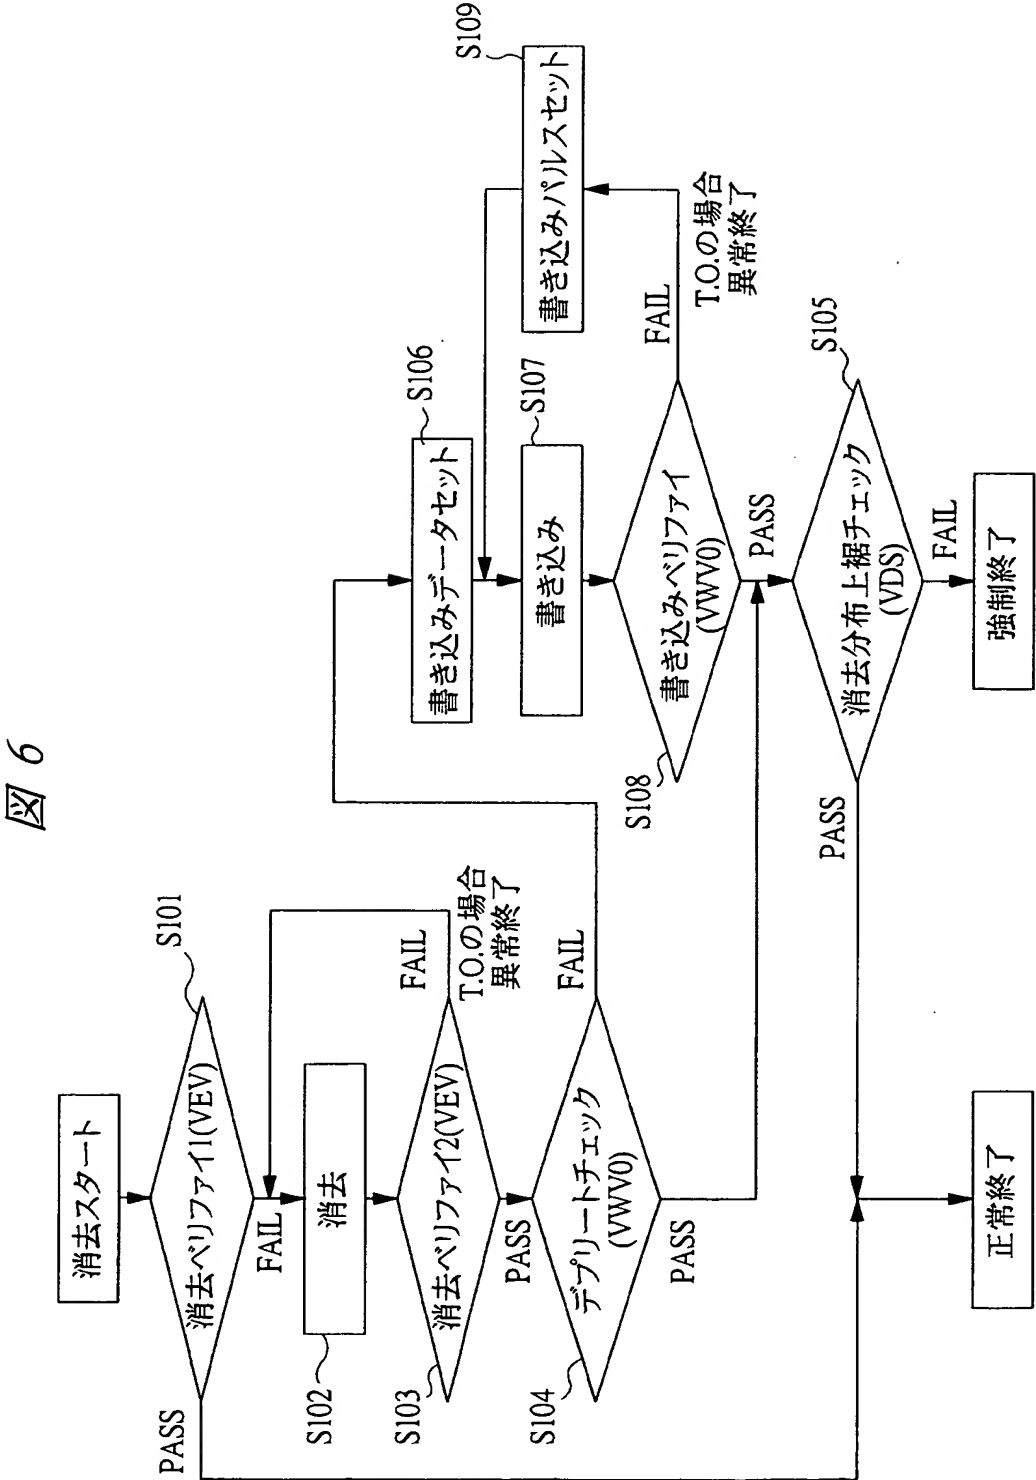 図 6
消去スタート
S101
消去ベリファイ1(VEV)
PASS
FAIL
S102
消去
S103
消去ベリファイ2(VEV)
FAIL
T.O.の場合
異常終了
PASS
S104
デプリートチェック
(VWV0)
FAIL
PASS
S106
書き込みデータセット
S107
書き込み
S109
書き込みパルスセット
S108
書き込みベリファイ
(VWV0)
FAIL
T.O.の場合
異常終了
PASS
S105
消去分布上裾チェック
(VDS)
PASS
FAIL
正常終了
強制終了